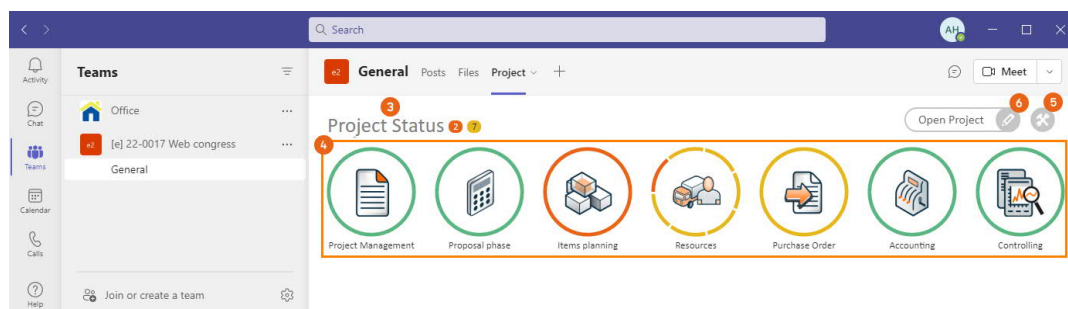 Search
AH
Activity
Chat
Teams
Calendar
Calls
Help
Teams
Office
e2 [e] 22-0017 Web congress
General
Join or create a team
e2 General Posts Files Project
Meet
3
Project Status 2 7
Open Project
6
5
4
Project Management
Proposal phase
Items planning
Resources
Purchase Order
Accounting
Controlling